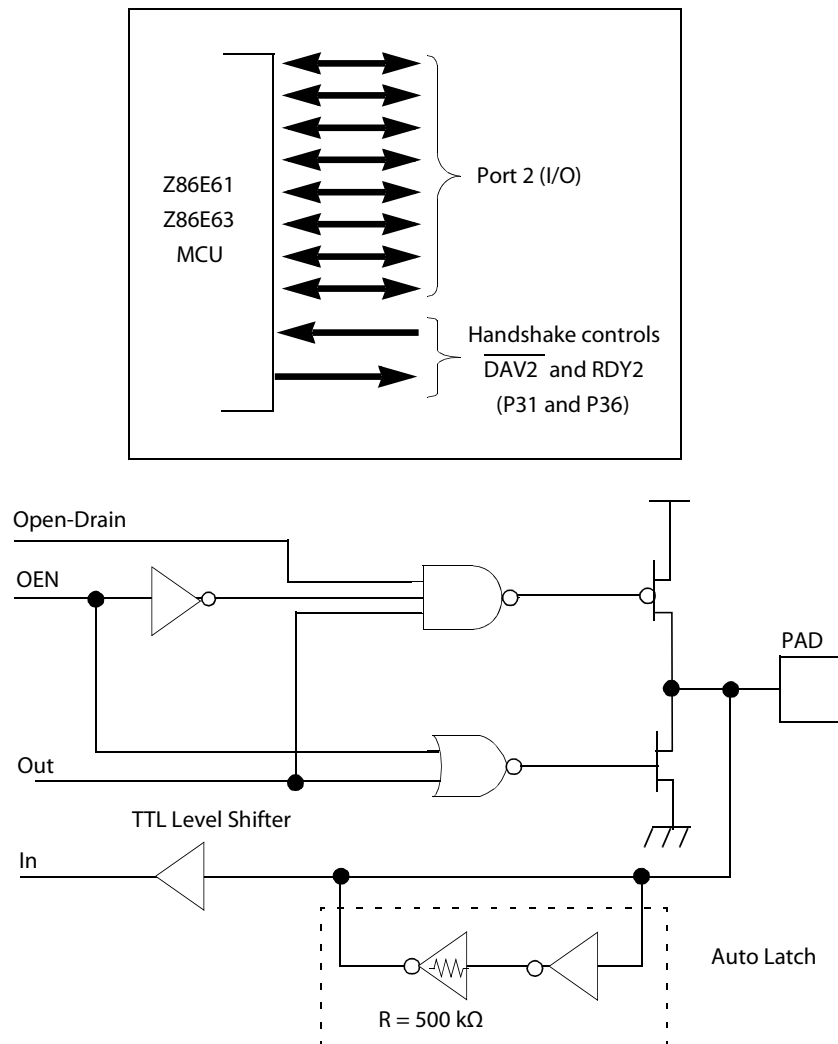 Z86E61
Z86E63
MCU
Port 2 (I/O)
Handshake controls
DAV2 and RDY2
(P31 and P36)
Open-Drain
OEN
PAD
Out
TTL Level Shifter
In
Auto Latch
R = 500 kΩ